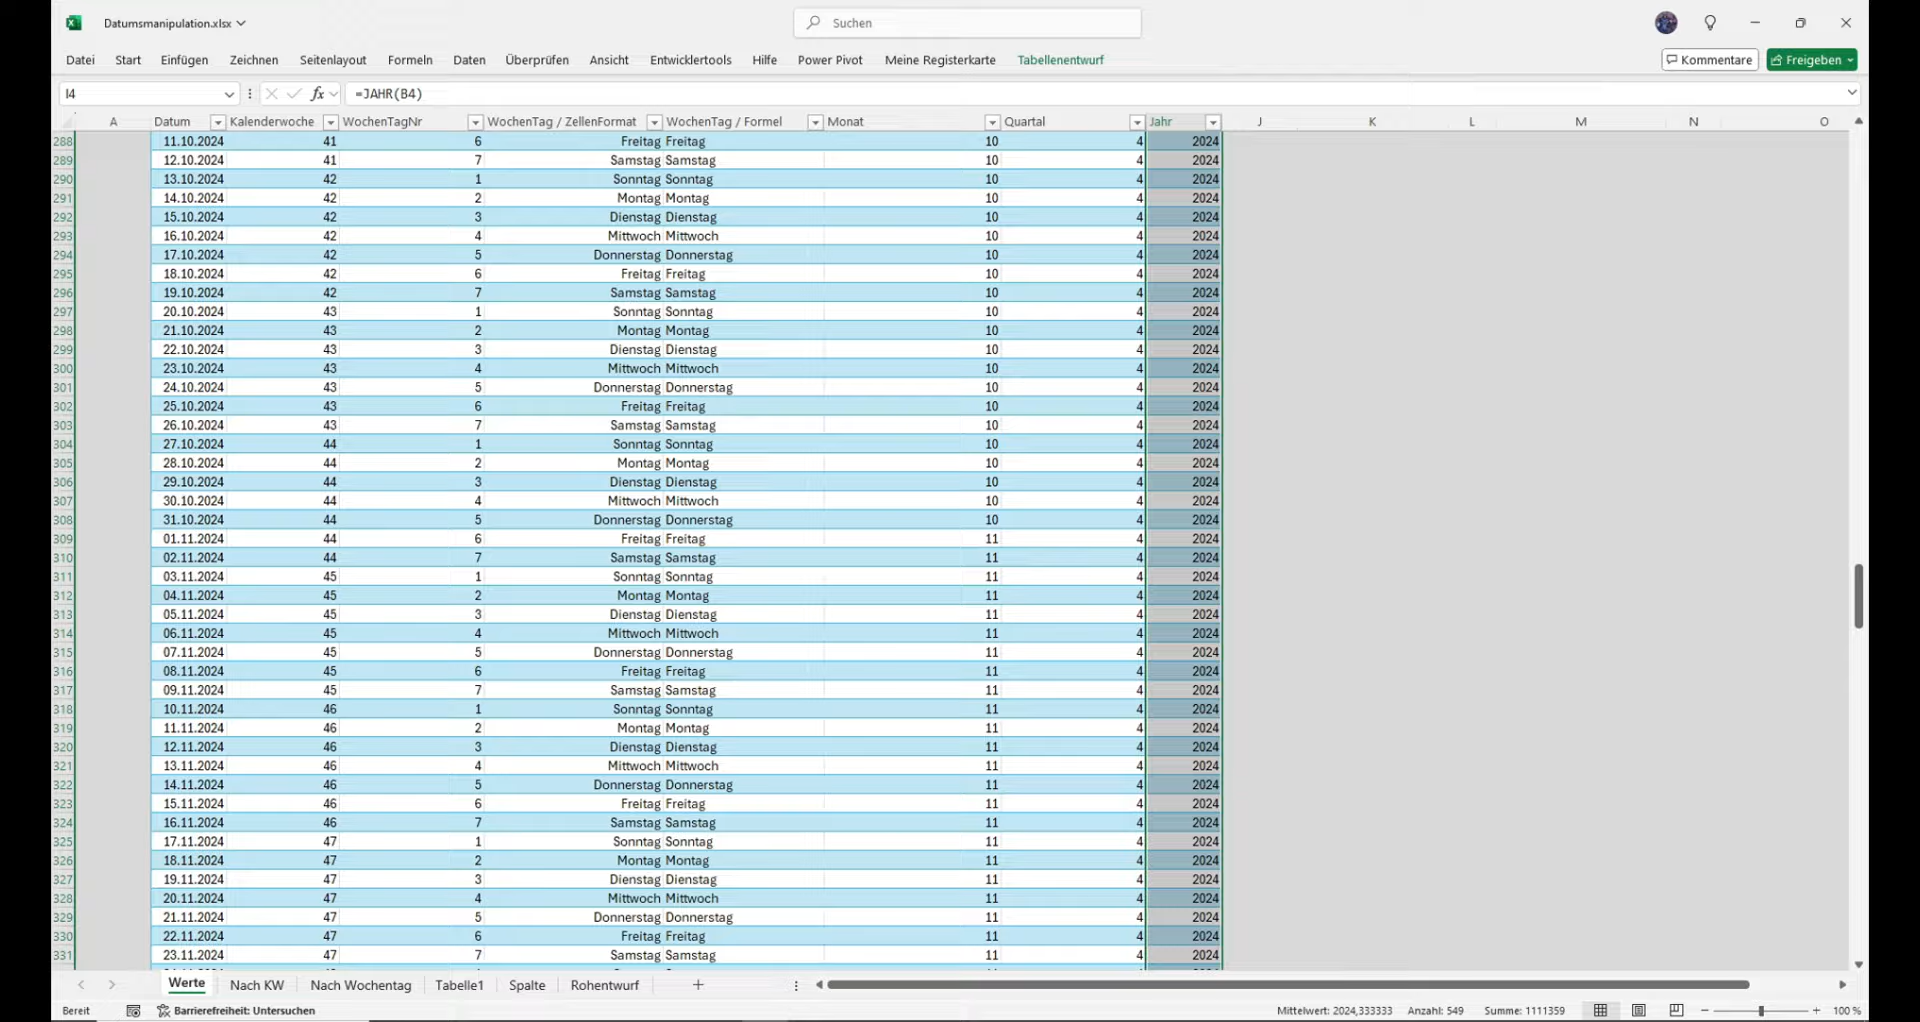 Datumsmanipulation.xlsx
Suchen
Datei Start Einfügen Zeichnen Seitenlayout Formeln Daten Überprüfen Ansicht Entwicklertools Hilfe Power Pivot Meine Registerkarte Tabellenentwurf Kommentare Freigeben
I4 fx =JAHR(B4)
A Datum Kalenderwoche WochenTagNr WochenTag / ZellenFormat WochenTag / Formel Monat Quartal Jahr J K L M N O
288 11.10.2024 41 6 Freitag Freitag 10 4 2024
289 12.10.2024 41 7 Samstag Samstag 10 4 2024
290 13.10.2024 42 1 Sonntag Sonntag 10 4 2024
291 14.10.2024 42 2 Montag Montag 10 4 2024
292 15.10.2024 42 3 Dienstag Dienstag 10 4 2024
293 16.10.2024 42 4 Mittwoch Mittwoch 10 4 2024
294 17.10.2024 42 5 Donnerstag Donnerstag 10 4 2024
295 18.10.2024 42 6 Freitag Freitag 10 4 2024
296 19.10.2024 42 7 Samstag Samstag 10 4 2024
297 20.10.2024 43 1 Sonntag Sonntag 10 4 2024
298 21.10.2024 43 2 Montag Montag 10 4 2024
299 22.10.2024 43 3 Dienstag Dienstag 10 4 2024
300 23.10.2024 43 4 Mittwoch Mittwoch 10 4 2024
301 24.10.2024 43 5 Donnerstag Donnerstag 10 4 2024
302 25.10.2024 43 6 Freitag Freitag 10 4 2024
303 26.10.2024 43 7 Samstag Samstag 10 4 2024
304 27.10.2024 44 1 Sonntag Sonntag 10 4 2024
305 28.10.2024 44 2 Montag Montag 10 4 2024
306 29.10.2024 44 3 Dienstag Dienstag 10 4 2024
307 30.10.2024 44 4 Mittwoch Mittwoch 10 4 2024
308 31.10.2024 44 5 Donnerstag Donnerstag 10 4 2024
309 01.11.2024 44 6 Freitag Freitag 11 4 2024
310 02.11.2024 44 7 Samstag Samstag 11 4 2024
311 03.11.2024 45 1 Sonntag Sonntag 11 4 2024
312 04.11.2024 45 2 Montag Montag 11 4 2024
313 05.11.2024 45 3 Dienstag Dienstag 11 4 2024
314 06.11.2024 45 4 Mittwoch Mittwoch 11 4 2024
315 07.11.2024 45 5 Donnerstag Donnerstag 11 4 2024
316 08.11.2024 45 6 Freitag Freitag 11 4 2024
317 09.11.2024 45 7 Samstag Samstag 11 4 2024
318 10.11.2024 46 1 Sonntag Sonntag 11 4 2024
319 11.11.2024 46 2 Montag Montag 11 4 2024
320 12.11.2024 46 3 Dienstag Dienstag 11 4 2024
321 13.11.2024 46 4 Mittwoch Mittwoch 11 4 2024
322 14.11.2024 46 5 Donnerstag Donnerstag 11 4 2024
323 15.11.2024 46 6 Freitag Freitag 11 4 2024
324 16.11.2024 46 7 Samstag Samstag 11 4 2024
325 17.11.2024 47 1 Sonntag Sonntag 11 4 2024
326 18.11.2024 47 2 Montag Montag 11 4 2024
327 19.11.2024 47 3 Dienstag Dienstag 11 4 2024
328 20.11.2024 47 4 Mittwoch Mittwoch 11 4 2024
329 21.11.2024 47 5 Donnerstag Donnerstag 11 4 2024
330 22.11.2024 47 6 Freitag Freitag 11 4 2024
331 23.11.2024 47 7 Samstag Samstag 11 4 2024
Werte Nach KW Nach Wochentag Tabelle1 Spalte Rohentwurf
Bereit Barrierefreiheit: Untersuchen Mittelwert: 2024,333333 Anzahl: 549 Summe: 1111359 100 %